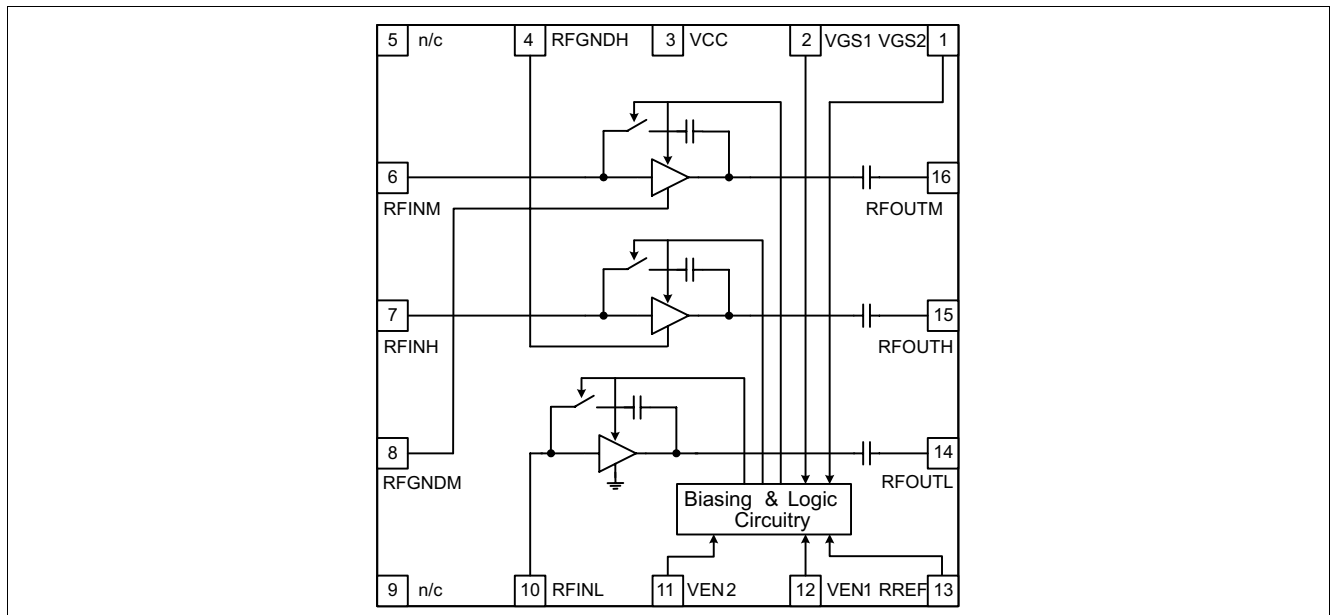 5 n/c 4 RFGNDH 3 VCC 2 VGS1 VGS2 1
6 16
RFINM RFOUTM
7 15
RFINH RFOUTH
8 14
RFGNDM RFOUTL
Biasing & Logic
Circuitry
9 n/c 10 RFINL 11 VEN2 12 VEN1 RREF 13